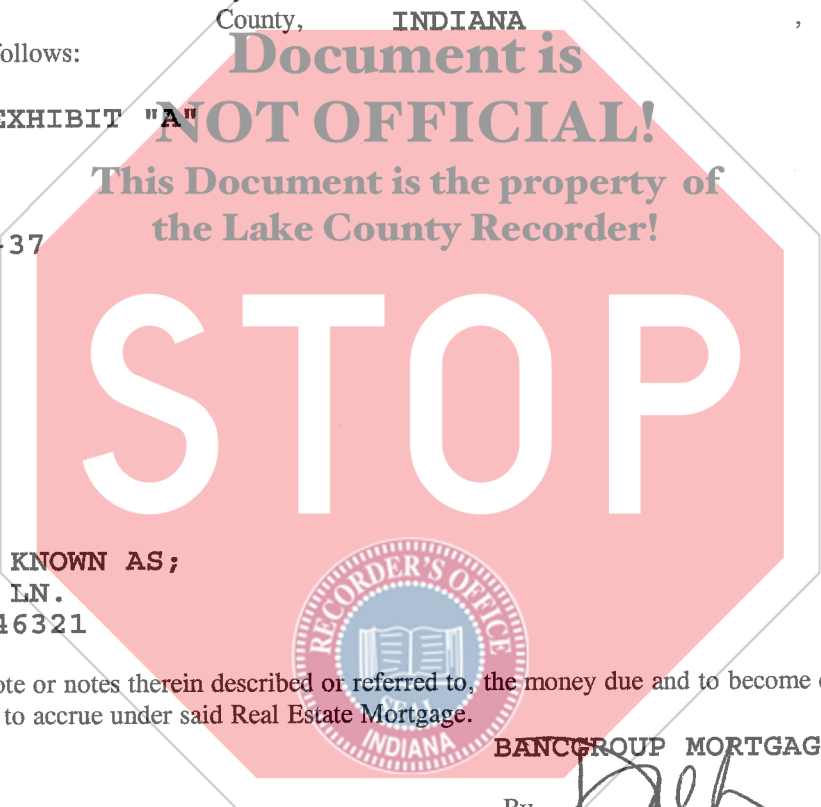 County, INDIANA ,
follows:
Document is
EXHIBIT "A"
NOT OFFICIAL!
This Document is the property of
the Lake County Recorder!
-37
STOP
KNOWN AS;
LN.
46321
RECORDER'S OFFICE
note or notes therein described or referred to, the money due and to become
to accrue under said Real Estate Mortgage.
SEAL
INDIANA
BANCGROUP MORTGAG
By